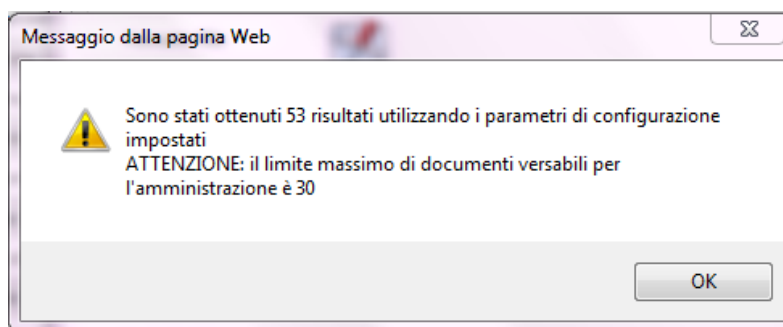 Messaggio dalla pagina Web
Sono stati ottenuti 53 risultati utilizzando i parametri di configurazione
impostati
ATTENZIONE: il limite massimo di documenti versabili per
l'amministrazione è 30
OK